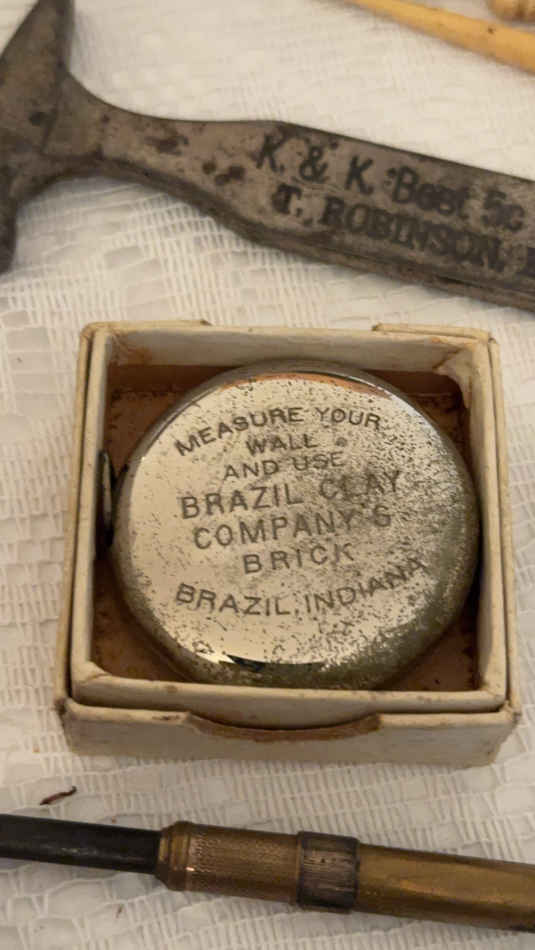 K. & K. Best 5c
T. ROBINSON,
MEASURE YOUR
WALL
AND USE
BRAZIL CLAY
COMPANY'S
BRICK
BRAZIL, INDIANA